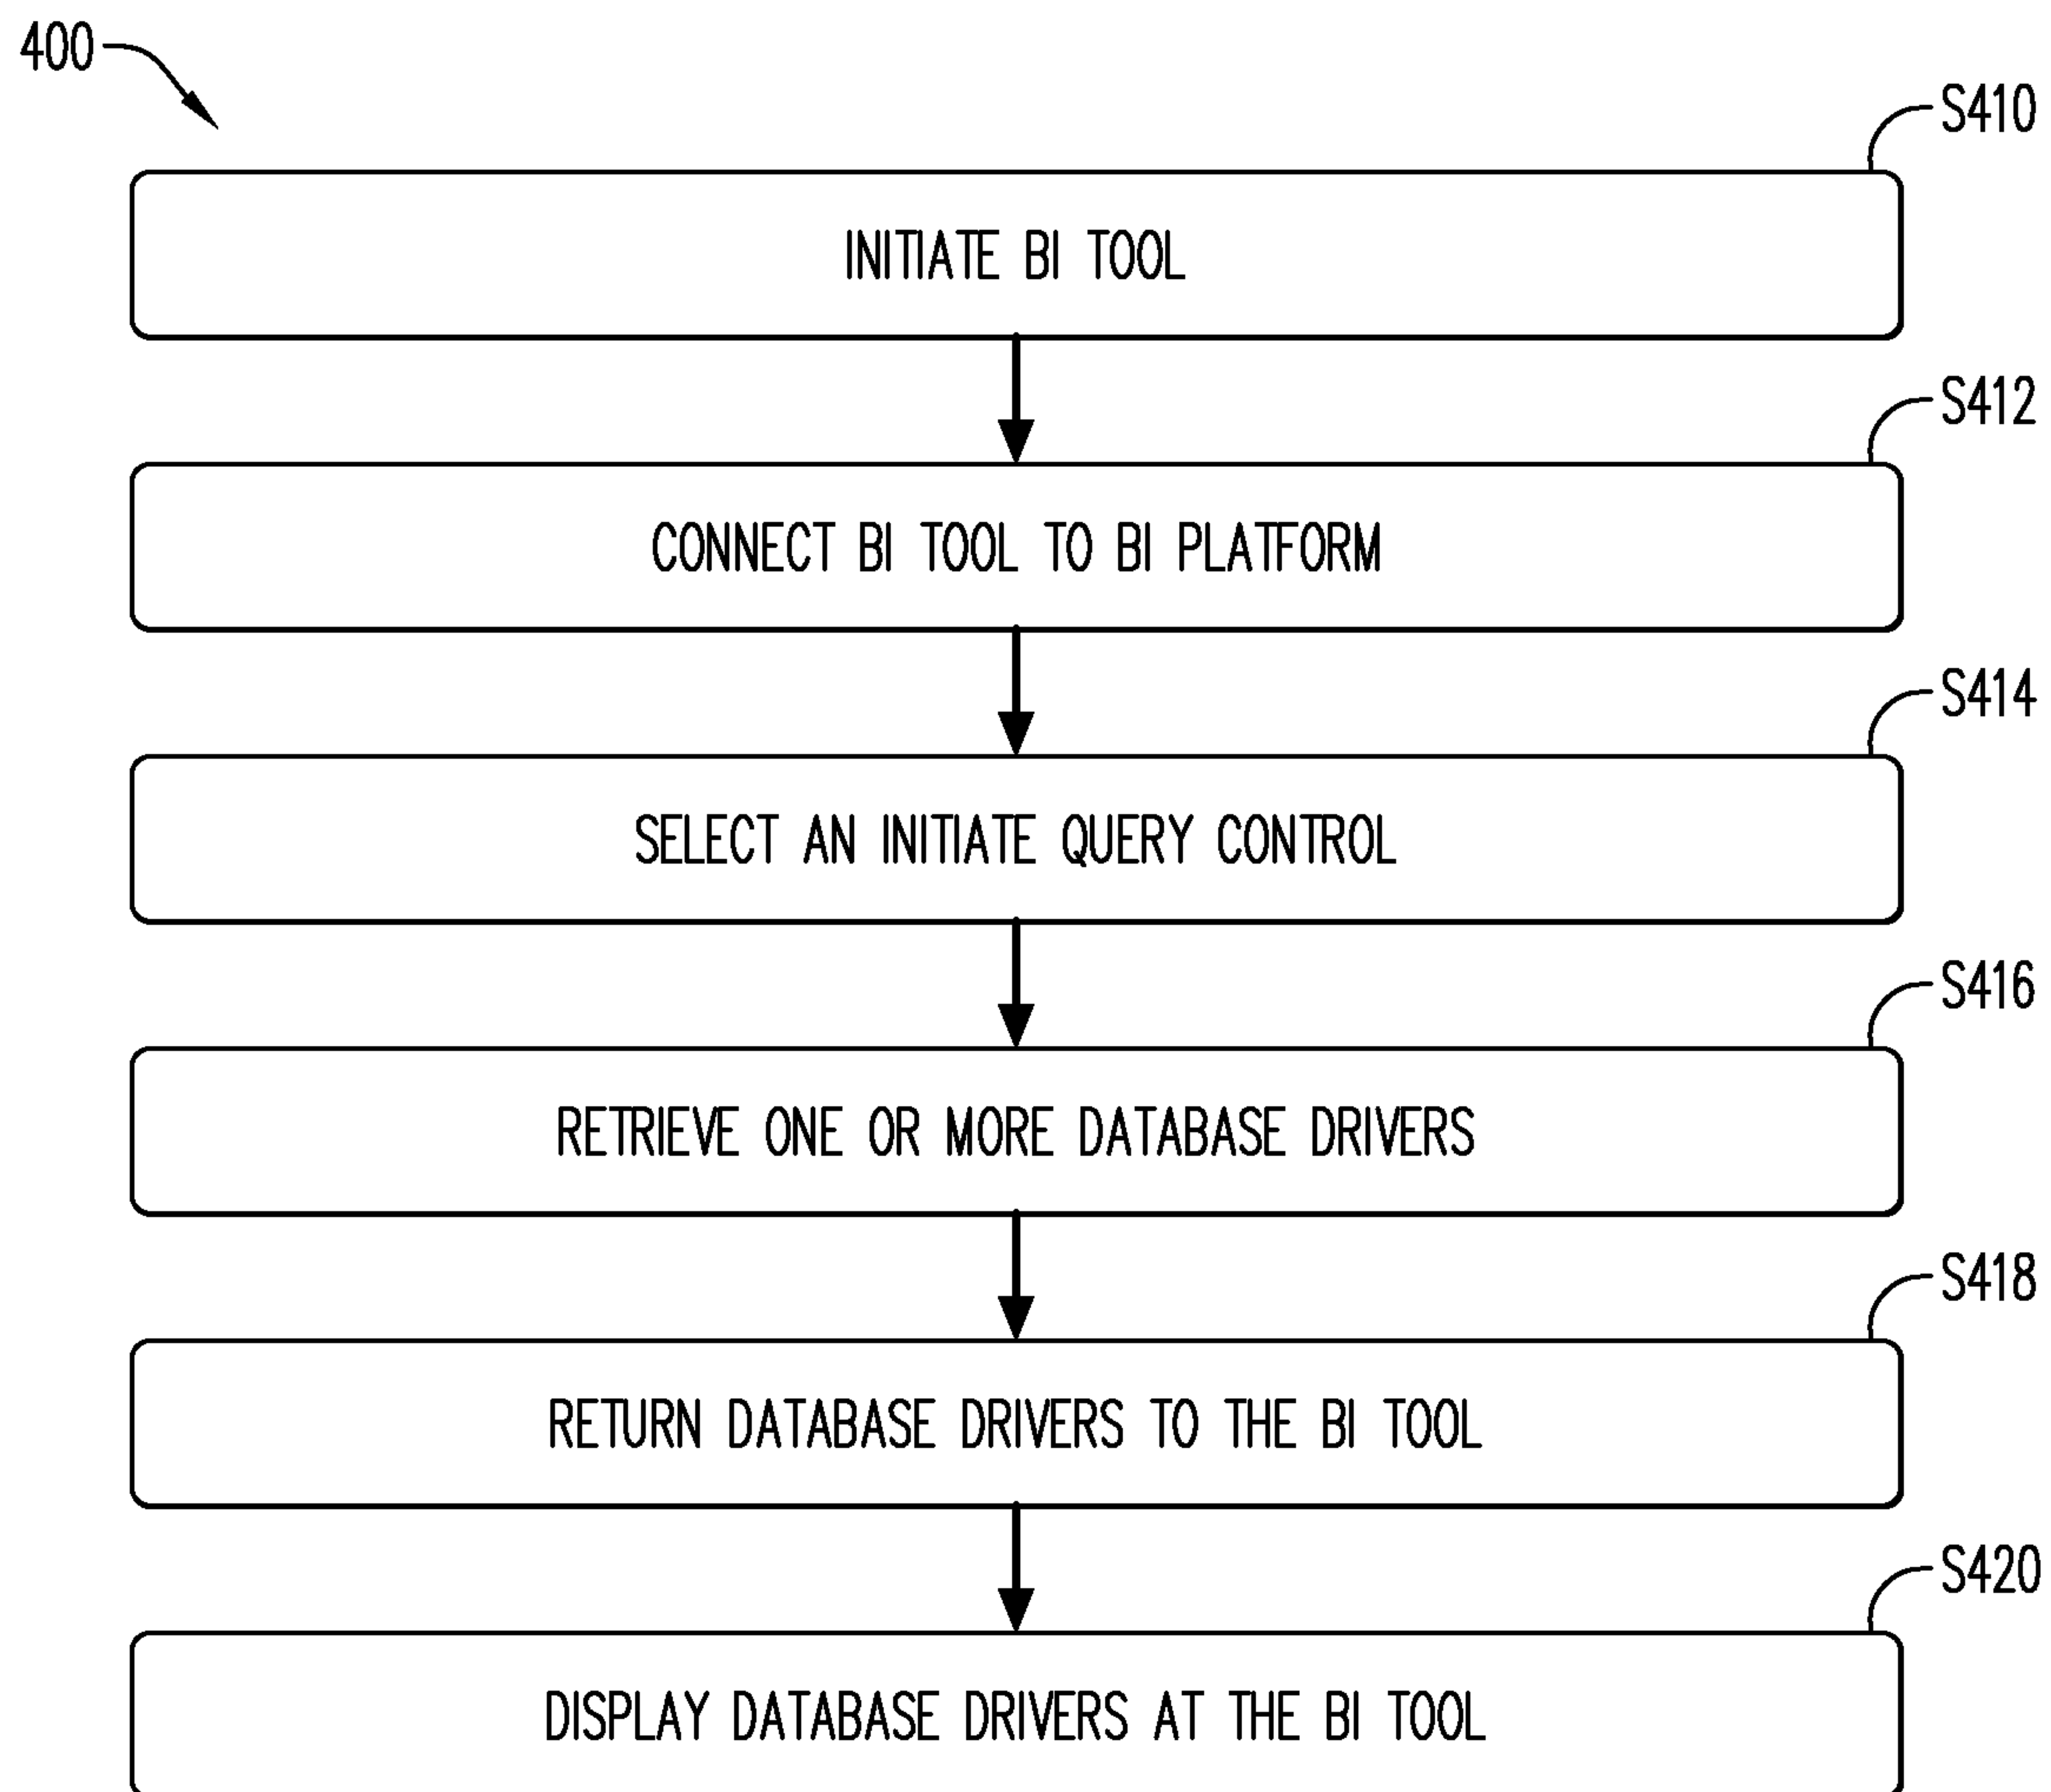 400
S410
INITIATE BI TOOL
S412
CONNECT BI TOOL TO BI PLATFORM
S414
SELECT AN INITIATE QUERY CONTROL
S416
RETRIEVE ONE OR MORE DATABASE DRIVERS
S418
RETURN DATABASE DRIVERS TO THE BI TOOL
S420
DISPLAY DATABASE DRIVERS AT THE BI TOOL